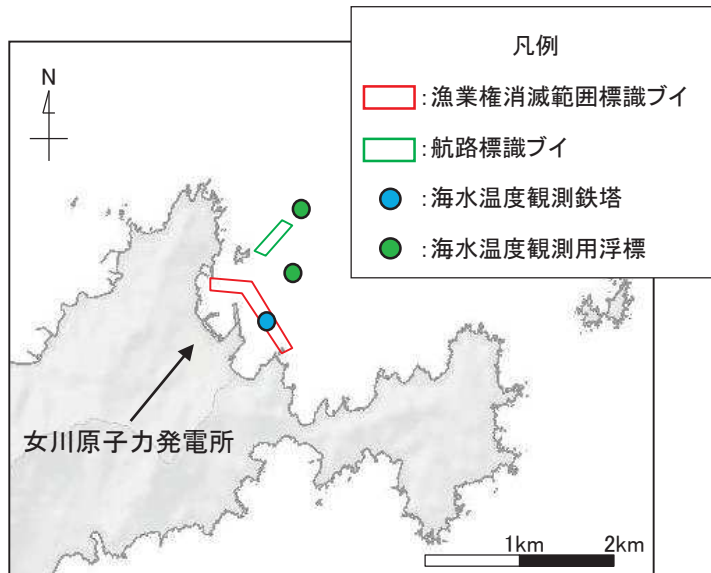 凡例
：漁業権消滅範囲標識ブイ
：航路標識ブイ
：海水温度観測鉄塔
：海水温度観測用浮標
N
女川原子力発電所
1km
2km